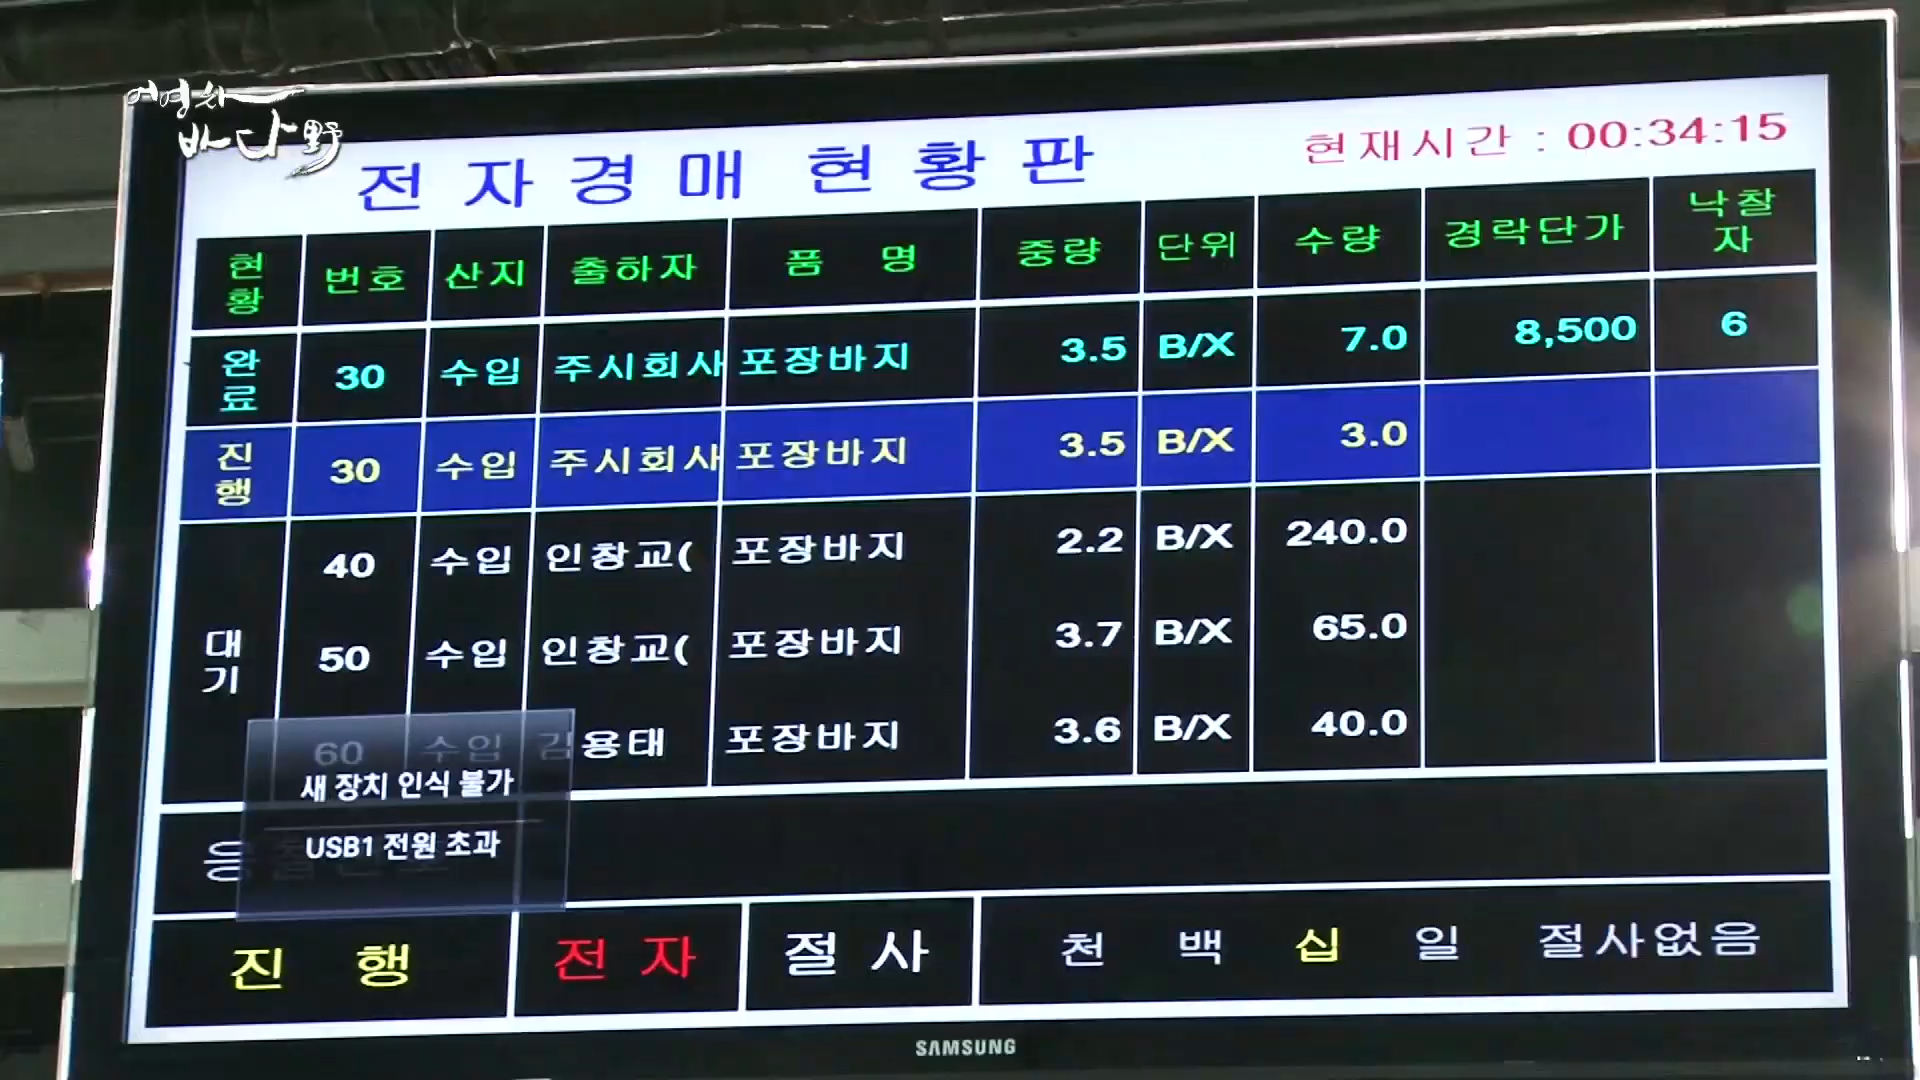 어영차
바다野
전자경매 현황판
현재시간 : 00:34:15
현황 번호 산지 출하자 품명 중량 단위 수량 경락단가 낙찰자
완료 30 수입 주시회사 포장바지 3.5 B/X 7.0 8,500 6
진행 30 수입 주시회사 포장바지 3.5 B/X 3.0
40 수입 인창교( 포장바지 2.2 B/X 240.0
대기 50 수입 인창교( 포장바지 3.7 B/X 65.0
60 수입 김용태 포장바지 3.6 B/X 40.0
새 장치 인식 불가
USB1 전원 초과
진행 전자 절사 천 백 십 일 절사없음
SAMSUNG